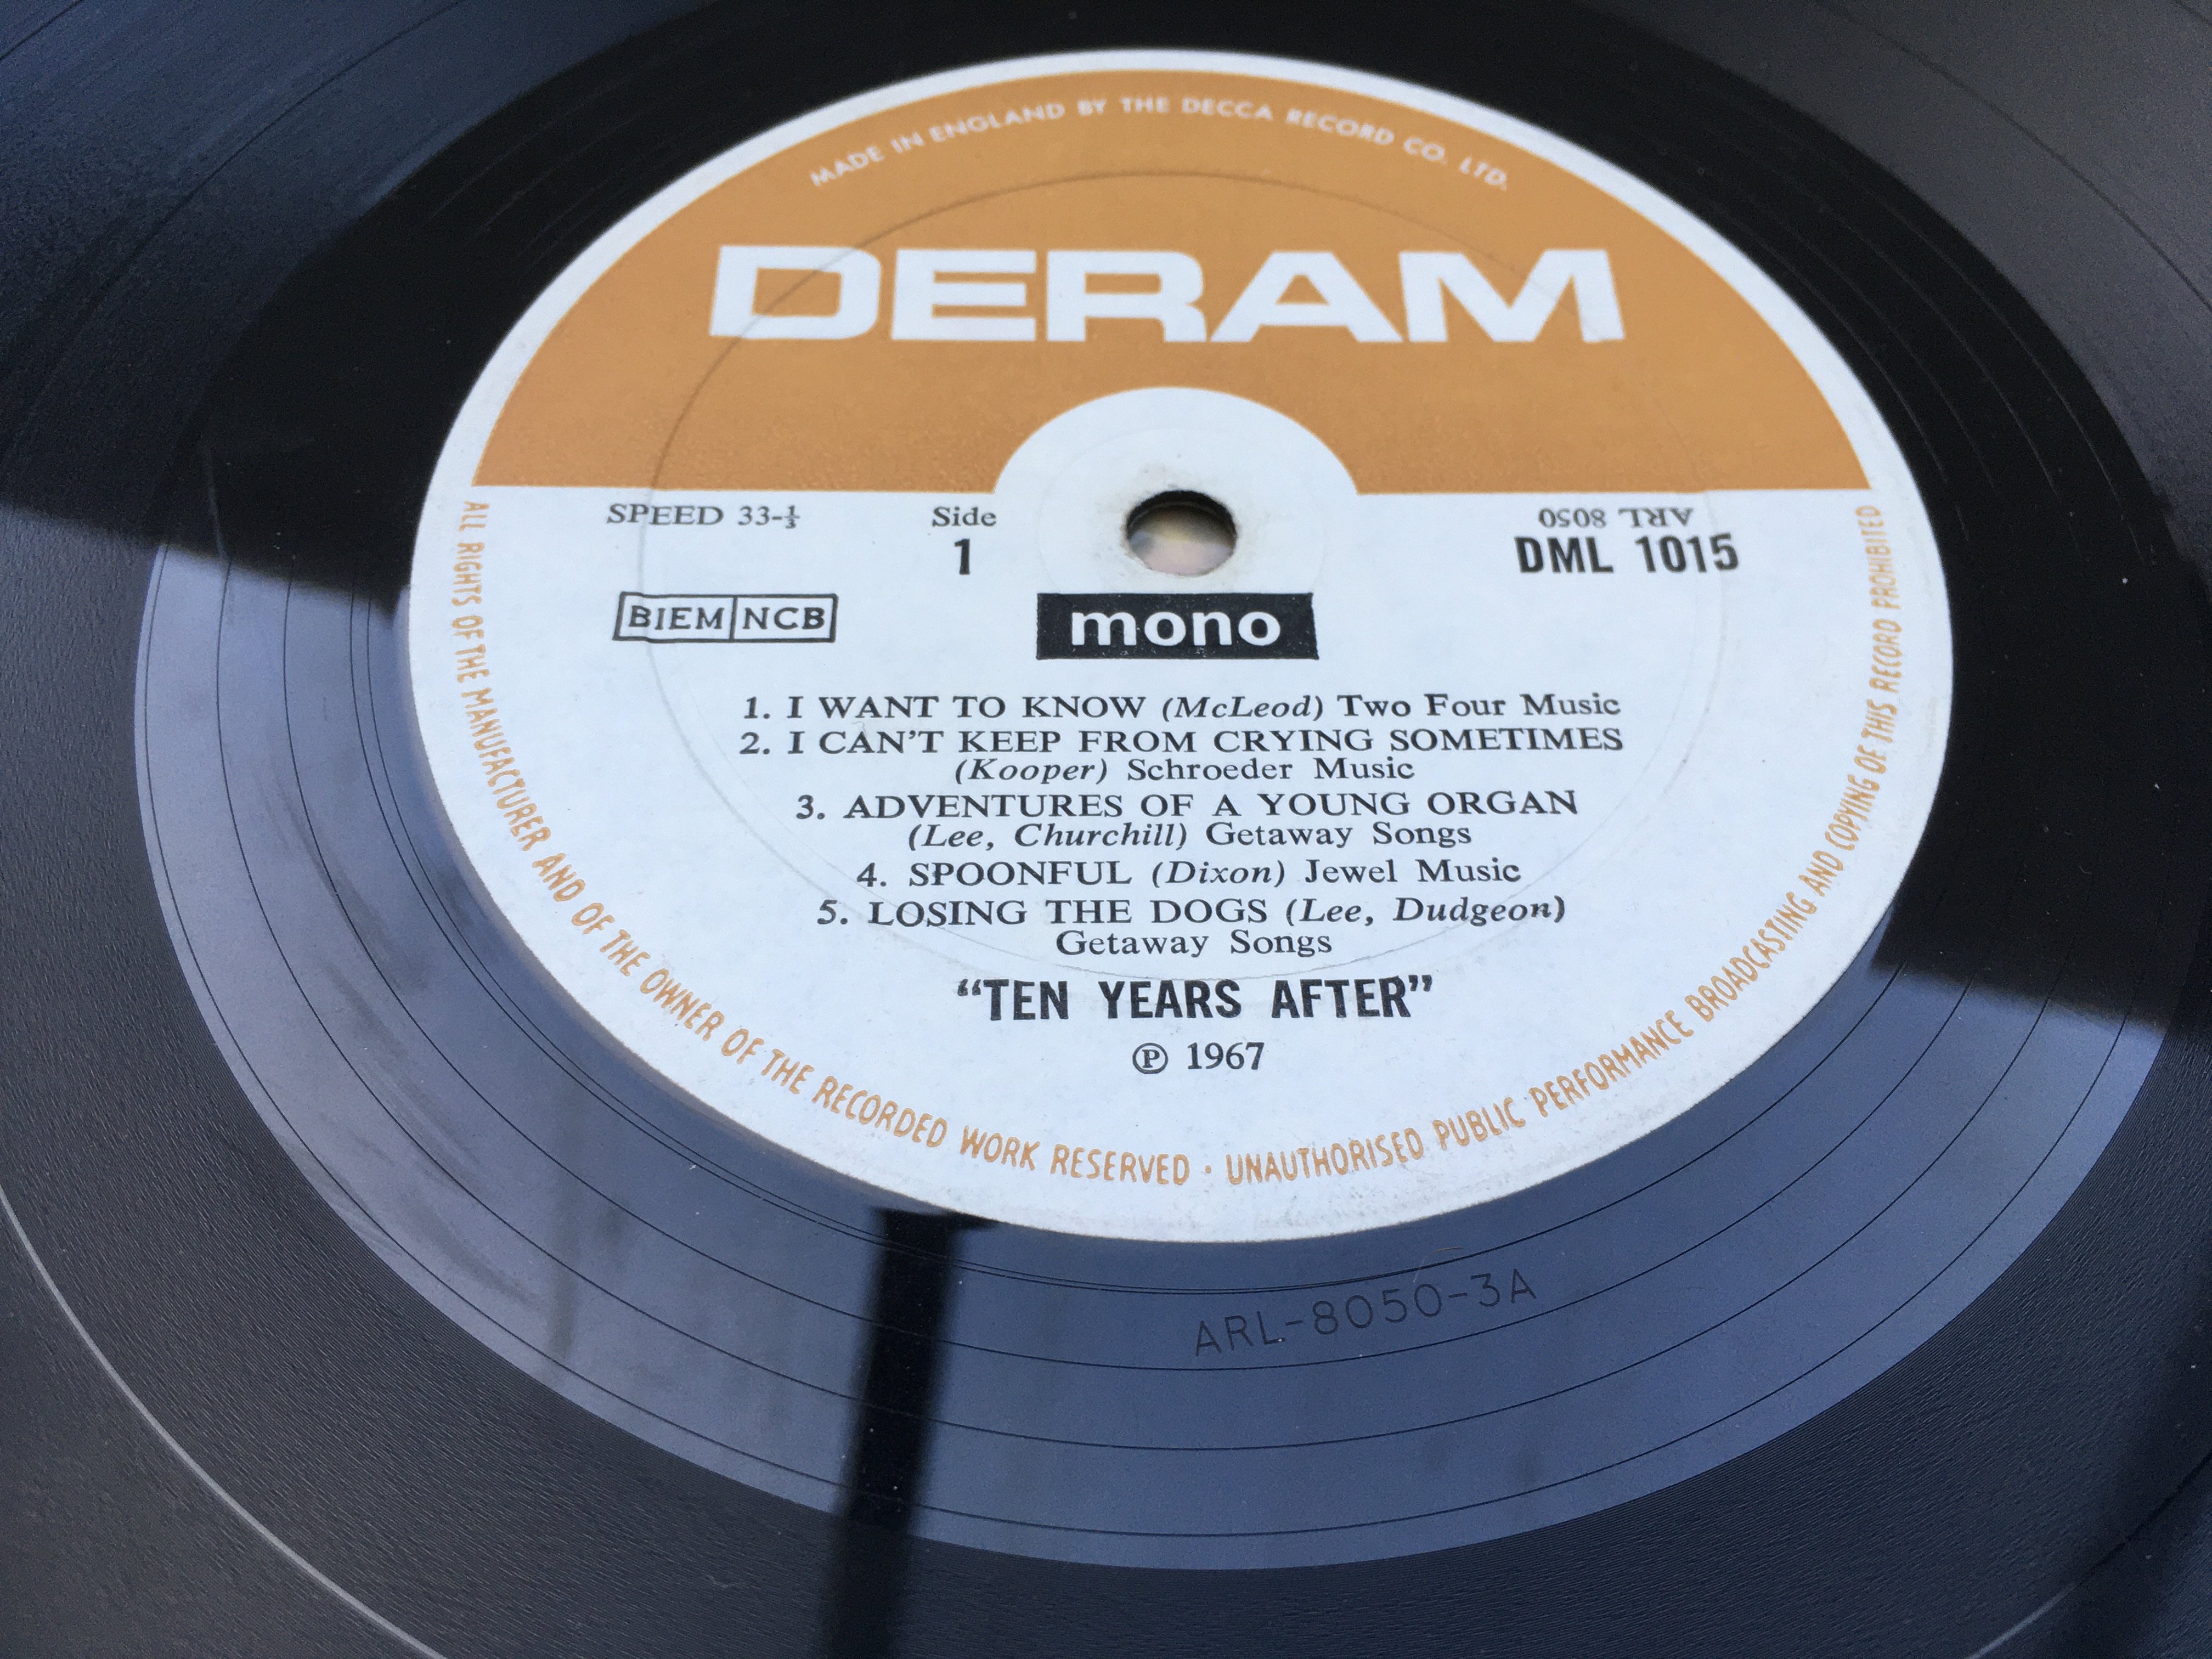 MADE IN ENGLAND BY THE DECCA RECORD CO. LTD.
DERAM
SPEED 33-⅓
Side
1
ARL 8050
DML 1015
BIEM NCB
mono
1. I WANT TO KNOW (McLeod) Two Four Music
2. I CAN'T KEEP FROM CRYING SOMETIMES
(Kooper) Schroeder Music
3. ADVENTURES OF A YOUNG ORGAN
(Lee, Churchill) Getaway Songs
4. SPOONFUL (Dixon) Jewel Music
5. LOSING THE DOGS (Lee, Dudgeon)
Getaway Songs
"TEN YEARS AFTER"
℗ 1967
ALL RIGHTS OF THE MANUFACTURER AND OF THE OWNER OF THE RECORDED WORK RESERVED · UNAUTHORISED PUBLIC PERFORMANCE BROADCASTING AND COPYING OF THIS RECORD PROHIBITED
ARL-8050-3A